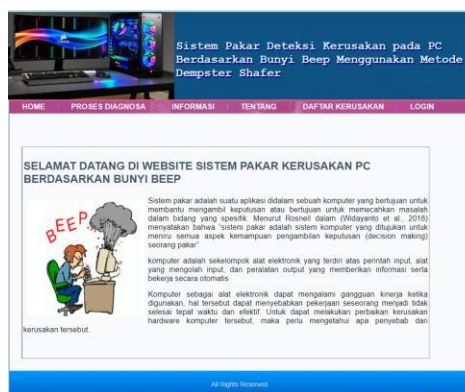 Sistem Pakar Deteksi Kerusakan pada PC
Berdasarkan Bunyi Beep Menggunakan Metode
Dempster Shafer
HOME PROSES DIAGNOSA INFORMASI TENTANG DAFTAR KERUSAKAN LOGIN
SELAMAT DATANG DI WEBSITE SISTEM PAKAR KERUSAKAN PC
BERDASARKAN BUNYI BEEP
BEEP
Sistem pakar adalah suatu aplikasi didalam sebuah komputer yang bertujuan untuk
membantu mengambil keputusan atau bertujuan untuk memecahkan masalah
dalam bidang yang spesifik. Menurut Rosnell dalam (Widayanto et al., 2018)
menyatakan bahwa “sistem pakar adalah sistem komputer yang ditujukan untuk
meniru semua aspek kemampuan pengambilan keputusan (decision making)
seorang pakar”
komputer adalah sekelompok alat elektronik yang terdiri atas perintah input, alat
yang mengolah input, dan peralatan output yang memberikan informasi serta
bekerja secara otomatis
Komputer sebagai alat elektronik dapat mengalami gangguan kinerja ketika
digunakan, hal tersebut dapat menyebabkan pekerjaan seseorang menjadi tidak
selesai tepat waktu dan efektif. Untuk dapat melakukan perbaikan kerusakan
hardware komputer tersebut, maka perlu mengetahui apa penyebab dari
kerusakan tersebut.
All Rights Reserved